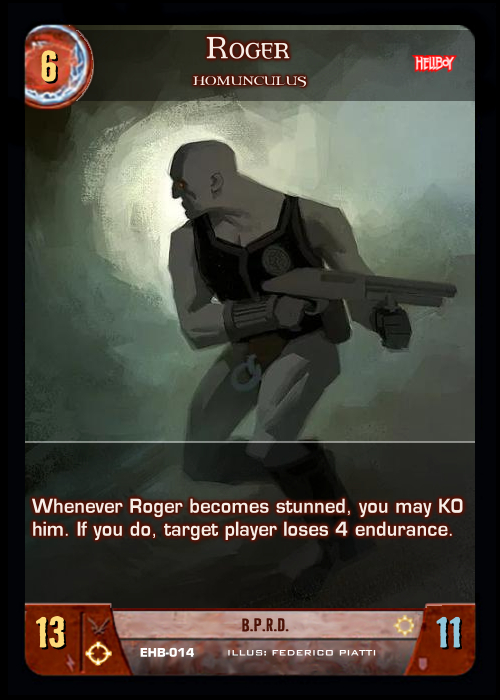 6
Roger
Homunculus
HELLBOY
Whenever Roger becomes stunned, you may KO
him. If you do, target player loses 4 endurance.
13
B.P.R.D.
11
EHB-014
Illus: Federico Piatti